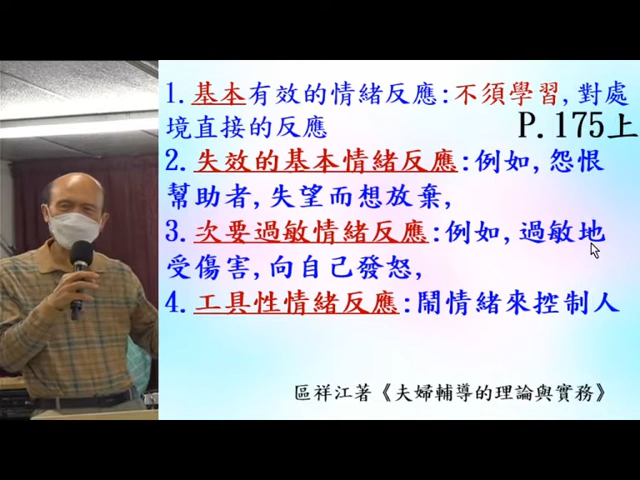 1.基本有效的情緒反應:不須學習,對處
境直接的反應
P.175上
2.失效的基本情緒反應:例如,怨恨
幫助者,失望而想放棄,
3.次要過敏情緒反應:例如,過敏地
受傷害,向自己發怒,
4.工具性情緒反應:鬧情緒來控制人
區祥江著《夫婦輔導的理論與實務》